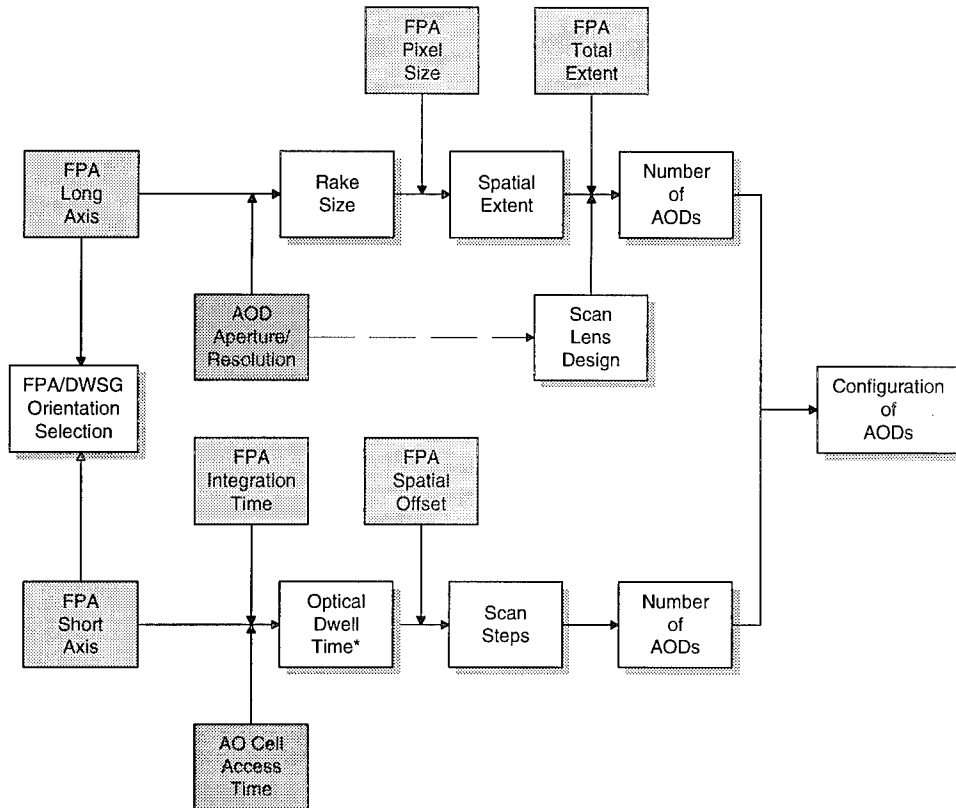 FPA
Pixel
Size
FPA
Total
Extent
FPA
Long
Axis
Rake
Size
Spatial
Extent
Number
of
AODs
AOD
Aperture/
Resolution
Scan
Lens
Design
FPA/DWSG
Orientation
Selection
Configuration
of
AODs
FPA
Integration
Time
FPA
Spatial
Offset
FPA
Short
Axis
Optical
Dwell
Time*
Scan
Steps
Number
of
AODs
AO Cell
Access
Time